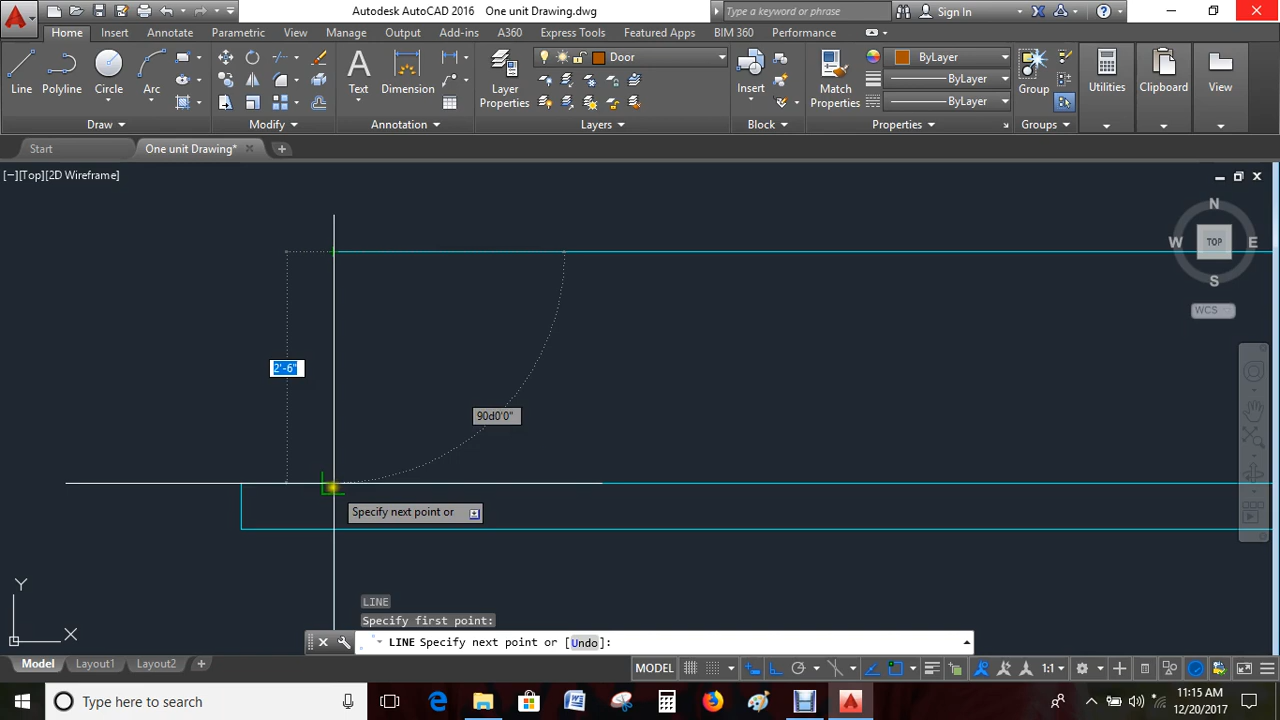 Autodesk AutoCAD 2016 One unit Drawing.dwg
Type a keyword or phrase
Sign In
Home Insert Annotate Parametric View Manage Output Add-ins A360 Express Tools Featured Apps BIM 360 Performance
Door
ByLayer
ByLayer
ByLayer
Line Polyline Circle Arc
Text Dimension
Layer Properties
Insert
Match Properties
Group
Utilities
Clipboard
View
Draw Modify Annotation Layers Block Properties Groups
Start
One unit Drawing*
[−][Top][2D Wireframe]
N
W TOP E
S
WCS
2'-6"
90d0'0"
Specify next point or
Y
X
LINE
Specify first point:
LINE Specify next point or [Undo]:
Model Layout1 Layout2
MODEL
1:1
Type here to search
11:15 AM
12/20/2017